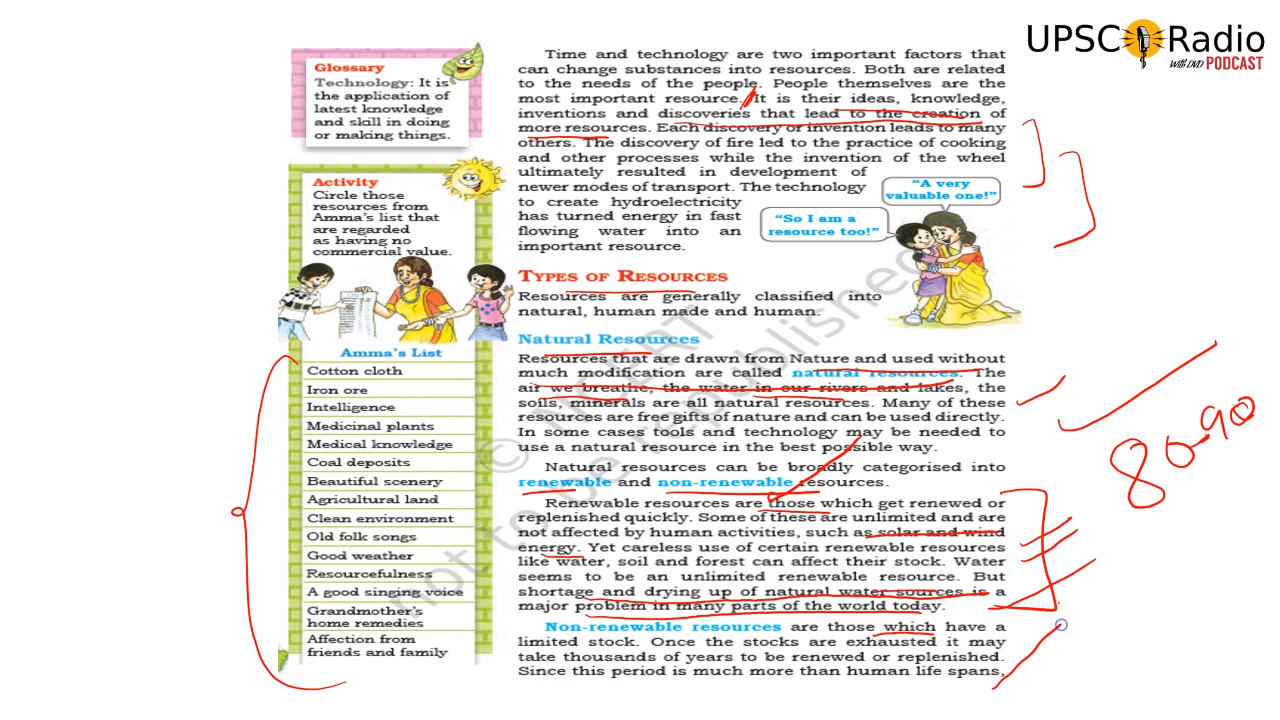 UPSC Radio
with DVD PODCAST
Glossary
Technology: It is
the application of
latest knowledge
and skill in doing
or making things.
Activity
Circle those
resources from
Amma's list that
are regarded
as having no
commercial value.
Amma's List
Cotton cloth
Iron ore
Intelligence
Medicinal plants
Medical knowledge
Coal deposits
Beautiful scenery
Agricultural land
Clean environment
Old folk songs
Good weather
Resourcefulness
A good singing voice
Grandmother's
home remedies
Affection from
friends and family
Time and technology are two important factors that
can change substances into resources. Both are related
to the needs of the people. People themselves are the
most important resource. It is their ideas, knowledge,
inventions and discoveries that lead to the creation of
more resources. Each discovery or invention leads to many
others. The discovery of fire led to the practice of cooking
and other processes while the invention of the wheel
ultimately resulted in development of
newer modes of transport. The technology
to create hydroelectricity
has turned energy in fast
flowing water into an
important resource.
"A very
valuable one!"
"So I am a
resource too!"
TYPES OF RESOURCES
Resources are generally classified into
natural, human made and human.
Natural Resources
Resources that are drawn from Nature and used without
much modification are called natural resources. The
air we breathe, the water in our rivers and lakes, the
soils, minerals are all natural resources. Many of these
resources are free gifts of nature and can be used directly.
In some cases tools and technology may be needed to
use a natural resource in the best possible way.
Natural resources can be broadly categorised into
renewable and non-renewable resources.
Renewable resources are those which get renewed or
replenished quickly. Some of these are unlimited and are
not affected by human activities, such as solar and wind
energy. Yet careless use of certain renewable resources
like water, soil and forest can affect their stock. Water
seems to be an unlimited renewable resource. But
shortage and drying up of natural water sources is a
major problem in many parts of the world today.
Non-renewable resources are those which have a
limited stock. Once the stocks are exhausted it may
take thousands of years to be renewed or replenished.
Since this period is much more than human life spans,
80-90
© NCERT
not to be republished